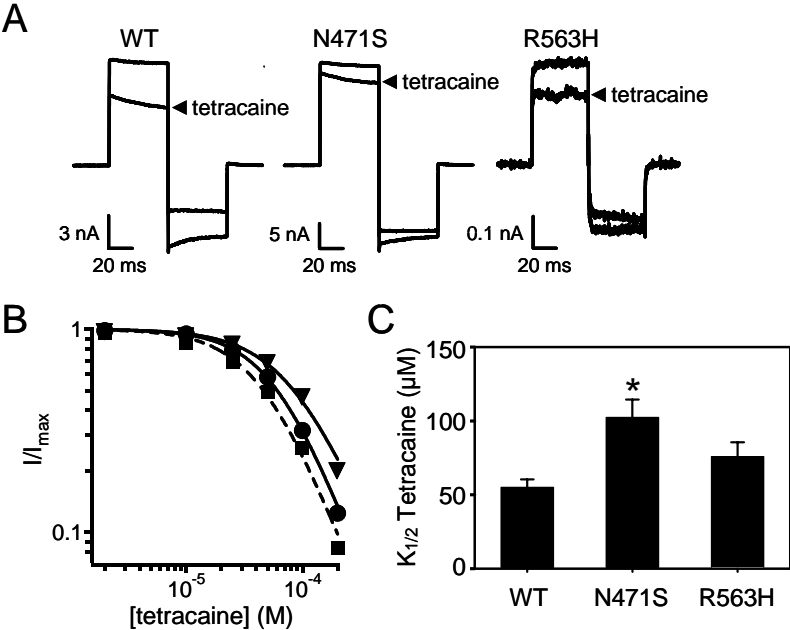 A
WT
N471S
R563H
tetracaine
tetracaine
tetracaine
3 nA
20 ms
5 nA
20 ms
0.1 nA
20 ms
B
1
0.1
I/Imax
10-5
10-4
[tetracaine] (M)
C
150
100
50
0
K1/2 Tetracaine (µM)
*
WT
N471S
R563H